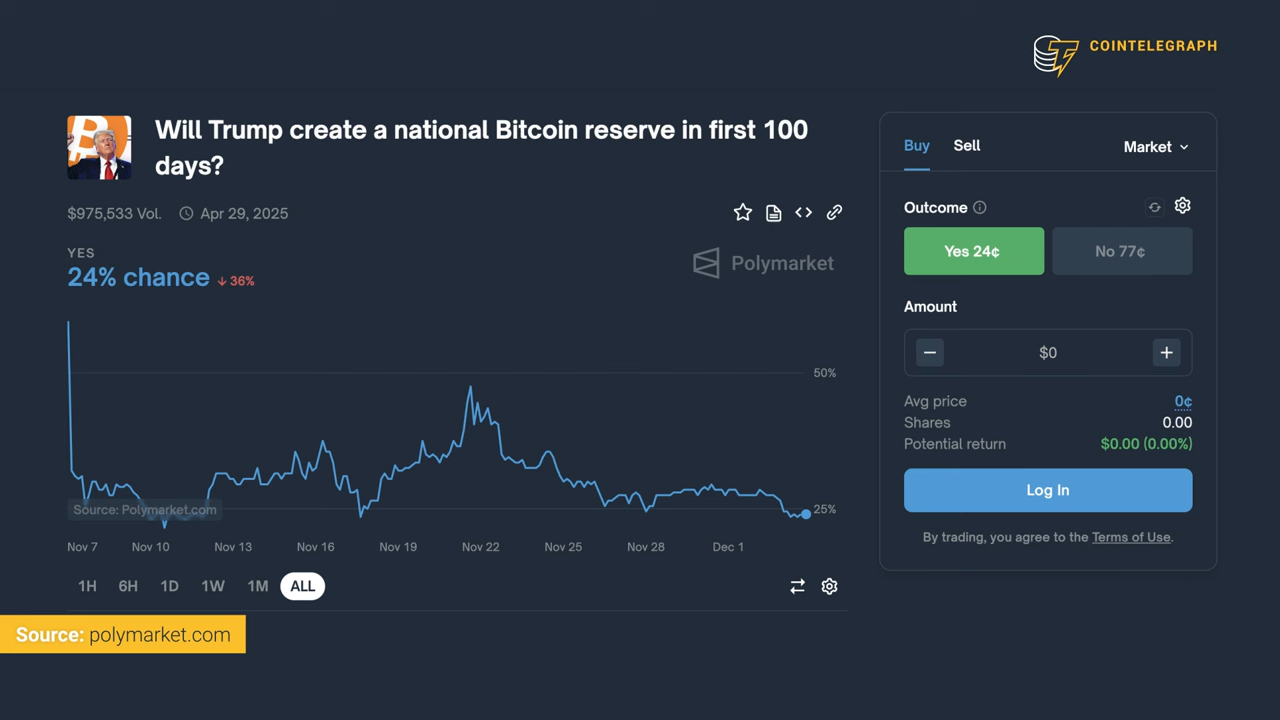 COINTELEGRAPH
Will Trump create a national Bitcoin reserve in first 100
days?
$975,533 Vol. Apr 29, 2025
YES
24% chance ↓ 36%
Polymarket
50%
25%
Source: Polymarket.com
Nov 7 Nov 10 Nov 13 Nov 16 Nov 19 Nov 22 Nov 25 Nov 28 Dec 1
1H 6H 1D 1W 1M ALL
Buy Sell Market
Outcome
Yes 24¢ No 77¢
Amount
− $0 +
Avg price 0¢
Shares 0.00
Potential return $0.00 (0.00%)
Log In
By trading, you agree to the Terms of Use.
Source: polymarket.com